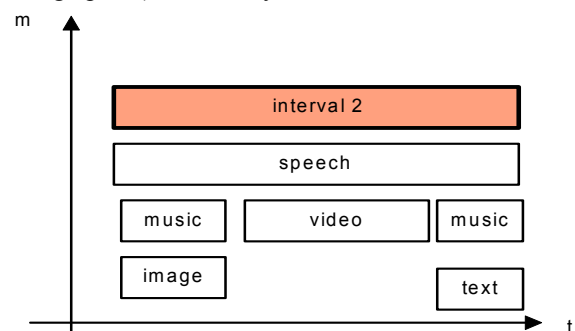 m
interval 2
speech
music video music
image text
t